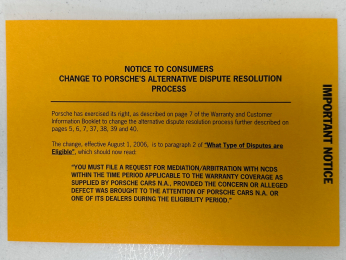 NOTICE TO CONSUMERS
CHANGE TO PORSCHE'S ALTERNATIVE DISPUTE RESOLUTION
PROCESS
Porsche has exercised its right, as described on page 7 of the Warranty and Customer
Information Booklet to change the alternative dispute resolution process further described on
pages 5, 6, 7, 37, 38, 39 and 40.
The change, effective August 1, 2006, is to paragraph 2 of "What Type of Disputes are
Eligible", which should now read:
"YOU MUST FILE A REQUEST FOR MEDIATION/ARBITRATION WITH NCDS
WITHIN THE TIME PERIOD APPLICABLE TO THE WARRANTY COVERAGE AS
SUPPLIED BY PORSCHE CARS N.A., PROVIDED THE CONCERN OR ALLEGED
DEFECT WAS BROUGHT TO THE ATTENTION OF PORSCHE CARS N.A. OR
ONE OF ITS DEALERS DURING THE ELIGIBILITY PERIOD."
IMPORTANT NOTICE